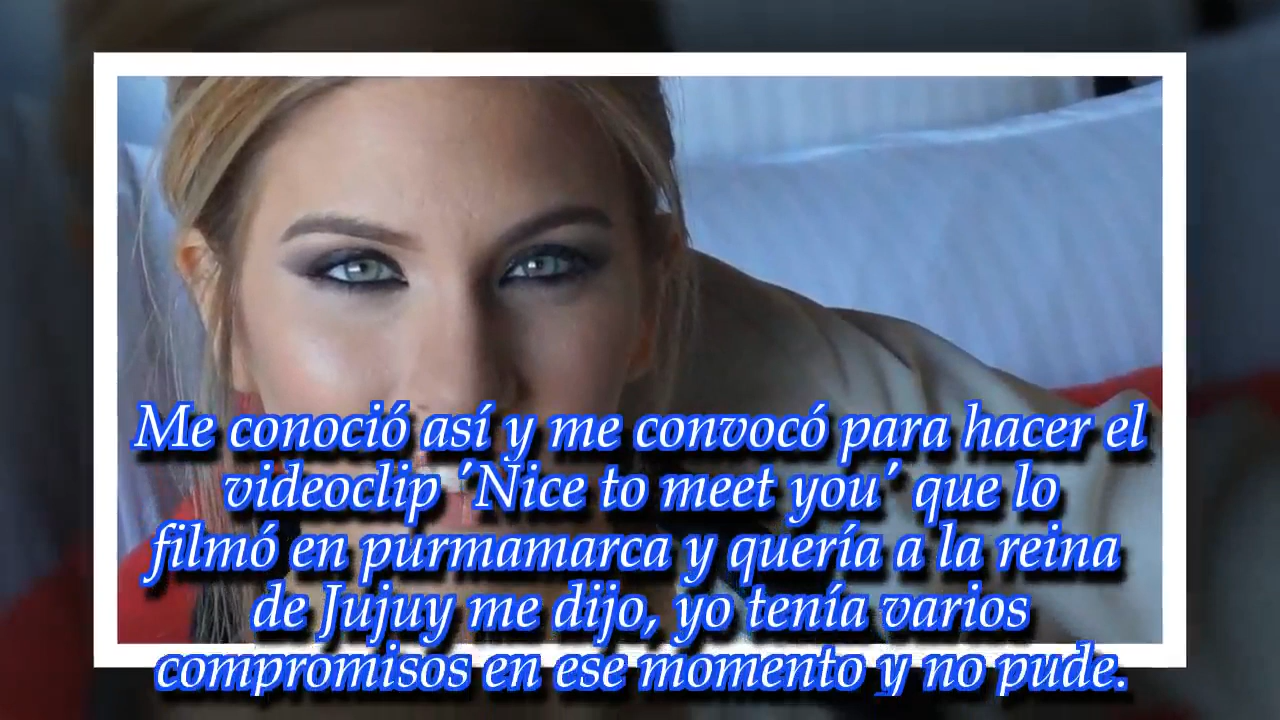 Me conoció así y me convocó para hacer el
videoclip 'Nice to meet you' que lo
filmó en purmamarca y quería a la reina
de Jujuy me dijo, yo tenía varios
compromisos en ese momento y no pude.